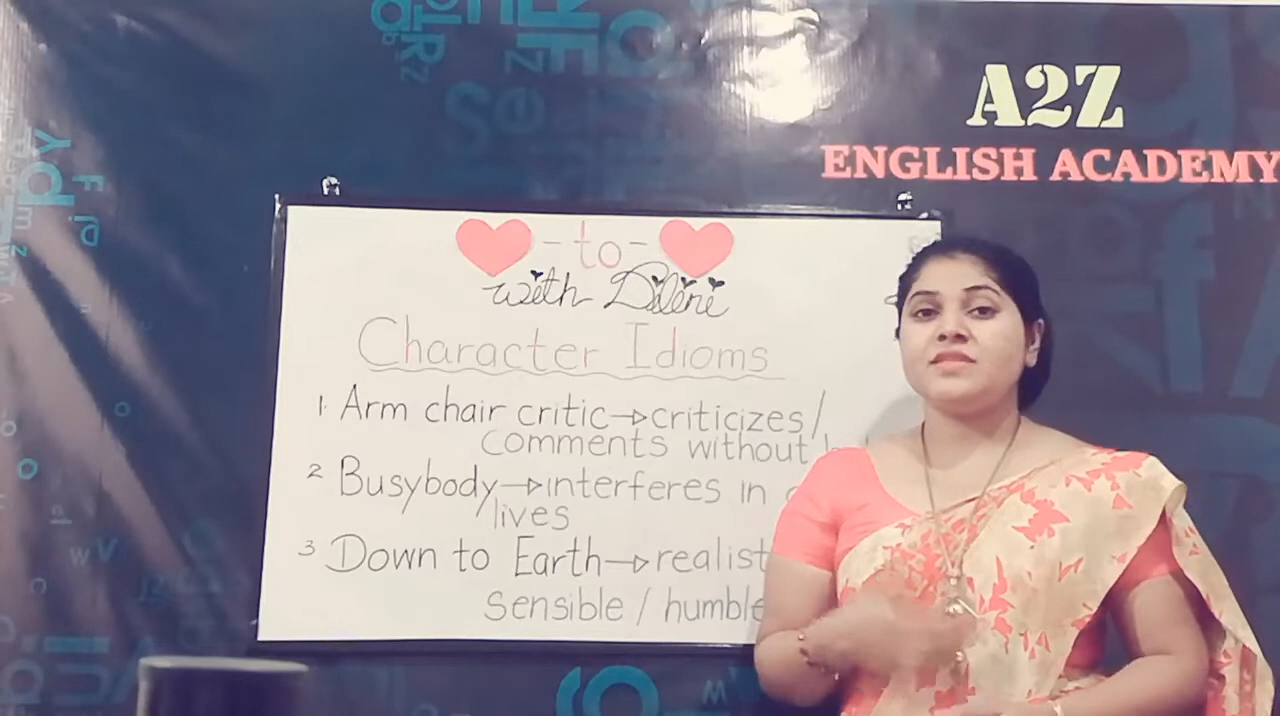 A2Z
ENGLISH ACADEMY
-to-
with Dileni
Character Idioms
1. Arm chair critic→criticizes/
comments without
2 Busybody→interferes in
lives
3 Down to Earth→realist
sensible / humble